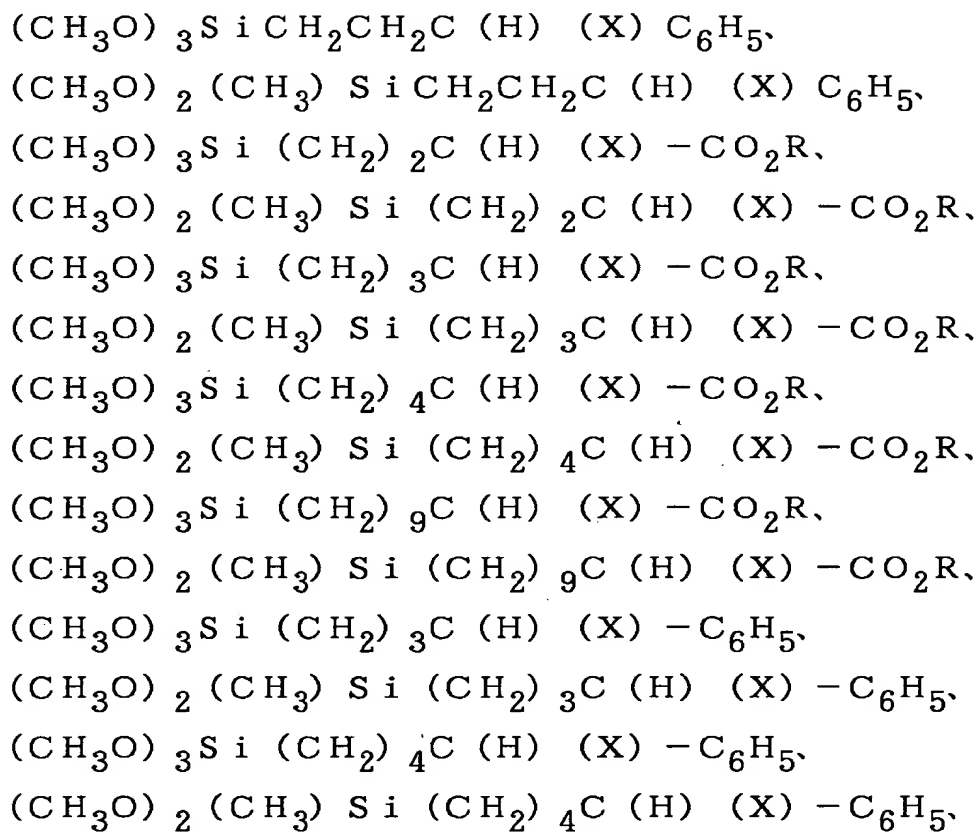 (CH₃O)₃SiCH₂CH₂C(H)(X)C₆H₅、
(CH₃O)₂(CH₃)SiCH₂CH₂C(H)(X)C₆H₅、
(CH₃O)₃Si(CH₂)₂C(H)(X)−CO₂R、
(CH₃O)₂(CH₃)Si(CH₂)₂C(H)(X)−CO₂R、
(CH₃O)₃Si(CH₂)₃C(H)(X)−CO₂R、
(CH₃O)₂(CH₃)Si(CH₂)₃C(H)(X)−CO₂R、
(CH₃O)₃Si(CH₂)₄C(H)(X)−CO₂R、
(CH₃O)₂(CH₃)Si(CH₂)₄C(H)(X)−CO₂R、
(CH₃O)₃Si(CH₂)₉C(H)(X)−CO₂R、
(CH₃O)₂(CH₃)Si(CH₂)₉C(H)(X)−CO₂R、
(CH₃O)₃Si(CH₂)₃C(H)(X)−C₆H₅、
(CH₃O)₂(CH₃)Si(CH₂)₃C(H)(X)−C₆H₅、
(CH₃O)₃Si(CH₂)₄C(H)(X)−C₆H₅、
(CH₃O)₂(CH₃)Si(CH₂)₄C(H)(X)−C₆H₅、